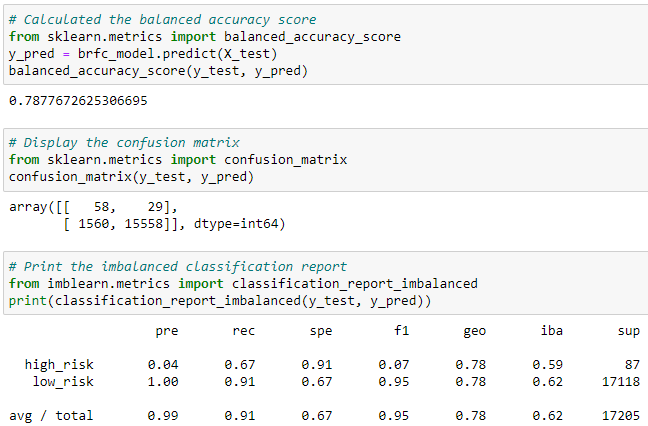 # Calculated the balanced accuracy score
from sklearn.metrics import balanced_accuracy_score
y_pred = brfc_model.predict(X_test)
balanced_accuracy_score(y_test, y_pred)
0.7877672625306695
# Display the confusion matrix
from sklearn.metrics import confusion_matrix
confusion_matrix(y_test, y_pred)
array([[   58,    29],
       [ 1560, 15558]], dtype=int64)
# Print the imbalanced classification report
from imblearn.metrics import classification_report_imbalanced
print(classification_report_imbalanced(y_test, y_pred))
                   pre       rec       spe        f1       geo       iba       sup
  high_risk       0.04      0.67      0.91      0.07      0.78      0.59        87
   low_risk       1.00      0.91      0.67      0.95      0.78      0.62     17118
avg / total       0.99      0.91      0.67      0.95      0.78      0.62     17205